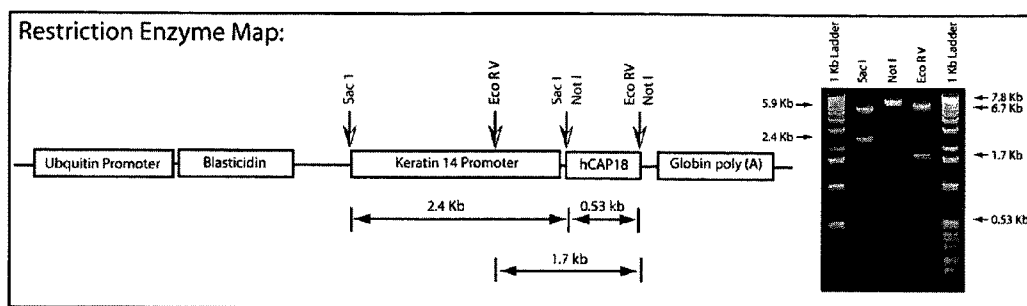 Restriction Enzyme Map:
Sac 1
Eco R V
Sac I
Not I
Eco RV
Not I
Ubquitin Promoter
Blasticidin
Keratin 14 Promoter
hCAP18
Globin poly (A)
2.4 Kb
0.53 kb
1.7 kb
1 Kb Ladder
Sac I
Not I
Eco R V
1 Kb Ladder
5.9 Kb
2.4 Kb
7.8 Kb
6.7 Kb
1.7 Kb
0.53 Kb